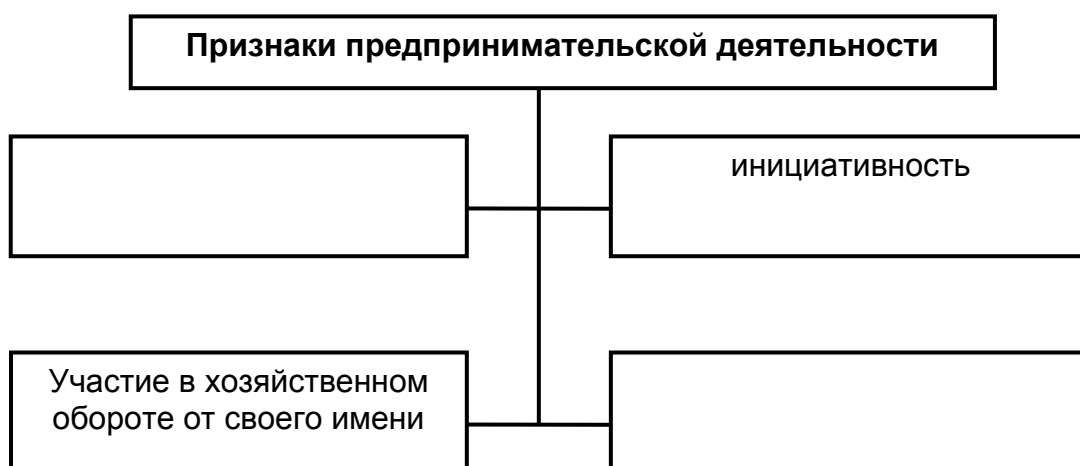 Признаки предпринимательской деятельности
инициативность
Участие в хозяйственном
обороте от своего имени